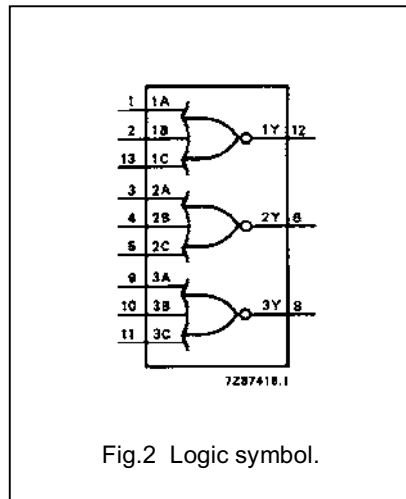 1 1A
2 1B 1Y 12
13 1C
3 2A
4 2B 2Y 6
5 2C
9 3A
10 3B 3Y 8
11 3C
7Z87418.1
Fig.2 Logic symbol.